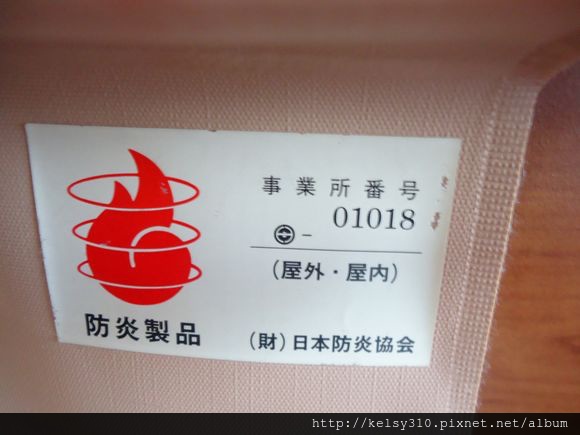 防炎製品
事業所番号
01018
–
(屋外・屋内)
(財)日本防炎協会
http://kelsy310.pixnet.net/album